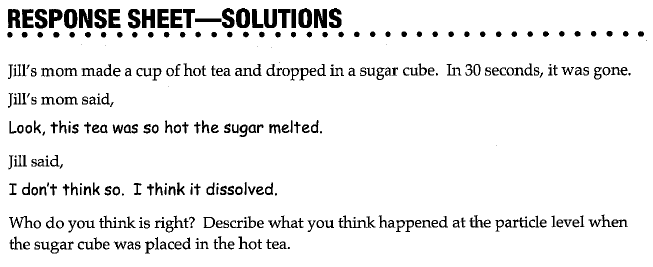 RESPONSE SHEET—SOLUTIONS
Jill's mom made a cup of hot tea and dropped in a sugar cube. In 30 seconds, it was gone.
Jill's mom said,
Look, this tea was so hot the sugar melted.
Jill said,
I don't think so. I think it dissolved.
Who do you think is right? Describe what you think happened at the particle level when
the sugar cube was placed in the hot tea.